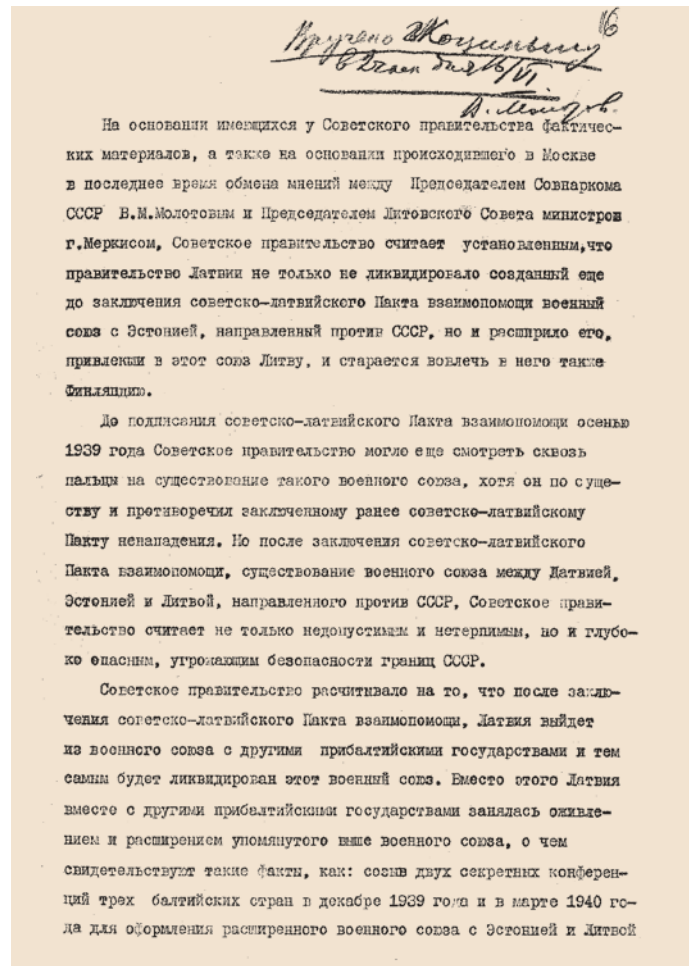 16
Вручено г.Коциньшу
в 2 часа дня 16/VI
В. Молотов.
На основании имеющихся у Советского правительства фактичес-
ких материалов, а также на основании происходившего в Москве
в последнее время обмена мнений между Председателем Совнаркома
СССР В.М.Молотовым и Председателем Литовского Совета министров
г.Меркисом, Советское правительство считает установленным,что
правительство Латвии не только не ликвидировало созданный еще
до заключения советско-латвийского Пакта взаимопомощи военный
союз с Эстонией, направленный против СССР, но и расширило его,
привлекши в этот союз Литву, и старается вовлечь в него также
Финляндию.
До подписания советско-латвийского Пакта взаимопомощи осенью
1939 года Советское правительство могло еще смотреть сквозь
пальцы на существование такого военного союза, хотя он по суще-
ству и противоречил заключенному ранее советско-латвийскому
Пакту ненападения. Но после заключения советско-латвийского
Пакта взаимопомощи, существование военного союза между Латвией,
Эстонией и Литвой, направленного против СССР, Советское прави-
тельство считает не только недопустимым и нетерпимым, но и глубо-
ко опасным, угрожающим безопасности границ СССР.
Советское правительство расчитывало на то, что после заклю-
чения советско-латвийского Пакта взаимопомощи, Латвия выйдет
из военного союза с другими прибалтийскими государствами и тем
самым будет ликвидирован этот военный союз. Вместо этого Латвия
вместе с другими прибалтийскими государствами занялась оживле-
нием и расширением упомянутого выше военного союза, о чем
свидетельствуют такие факты, как: созыв двух секретных конферен-
ций трех балтийских стран в декабре 1939 года и в марте 1940 го-
да для оформления расширенного военного союза с Эстонией и Литвой